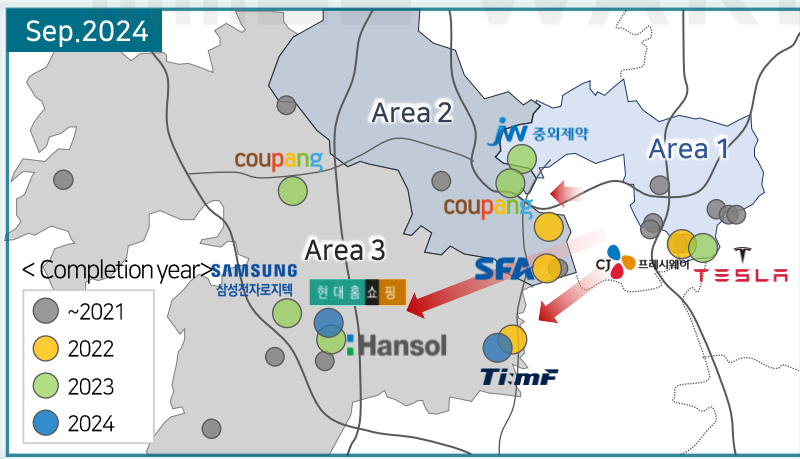 Sep.2024
Area 2
JW 중외제약
Area 1
coupang
coupang
Area 3
< Completion year>
SAMSUNG
삼성전자로지텍
현대홈쇼핑
SFA
CJ 프레시웨이
TESLA
~2021
2022
2023
2024
:Hansol
Ti:mF